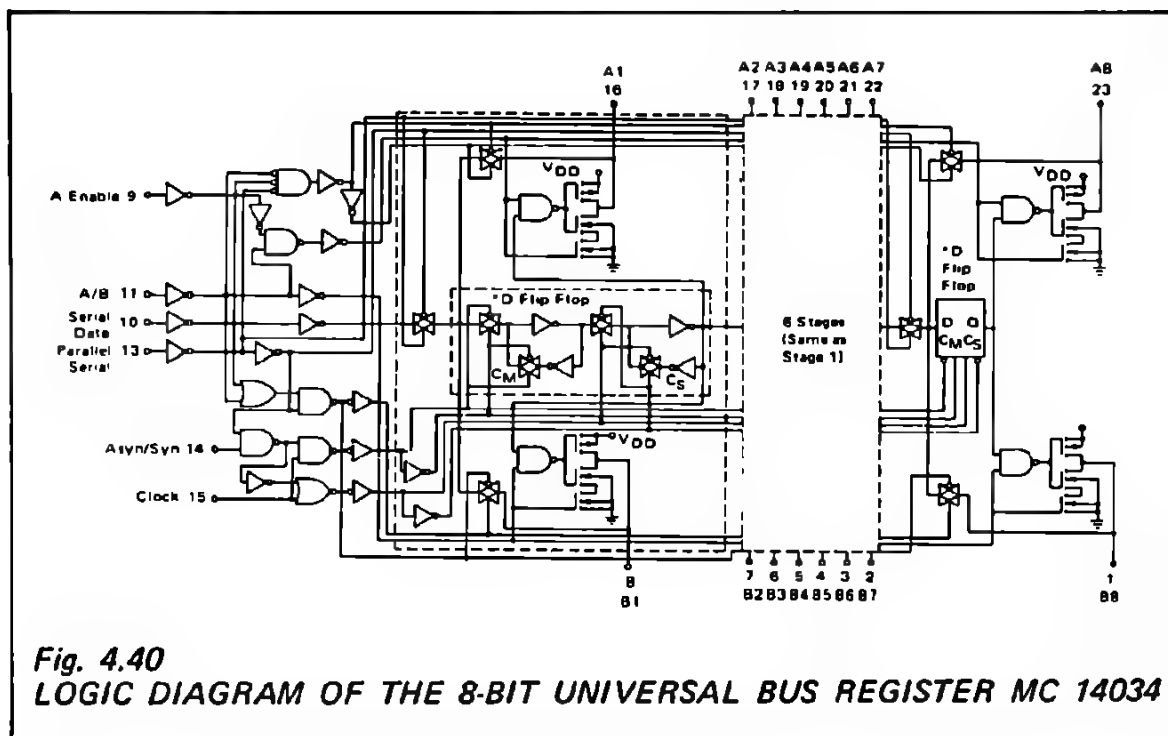 A1
16
A2 A3 A4 A5 A6 A7
17 18 19 20 21 22
A8
23
VDD
VDD
A Enable 9
A/B 11
Serial
Data 10
Parallel 13
Serial
*D Flip Flop
CM
CS
6 Stages
(Same as
Stage 1)
*D
Flip
Flop
D Q
CM CS
Asyn/Syn 14
Clock 15
VDD
8
B1
7 6 5 4 3 2
B2 B3 B4 B5 B6 B7
1
B8
Fig. 4.40
LOGIC DIAGRAM OF THE 8-BIT UNIVERSAL BUS REGISTER MC 14034